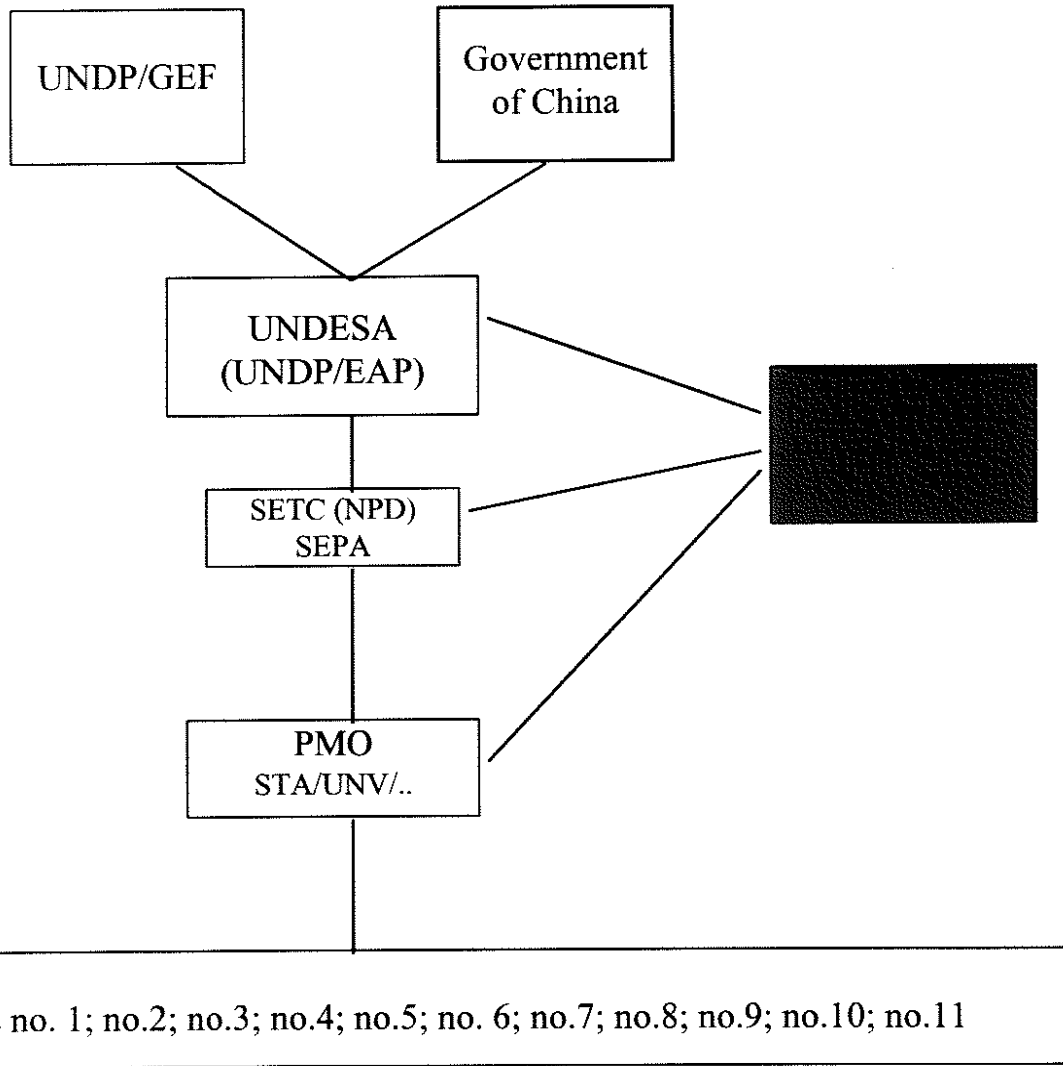 UNDP/GEF
Government
of China
UNDESA
(UNDP/EAP)
SETC (NPD)
SEPA
PMO
STA/UNV/..
no. 1; no.2; no.3; no.4; no.5; no. 6; no.7; no.8; no.9; no.10; no.11